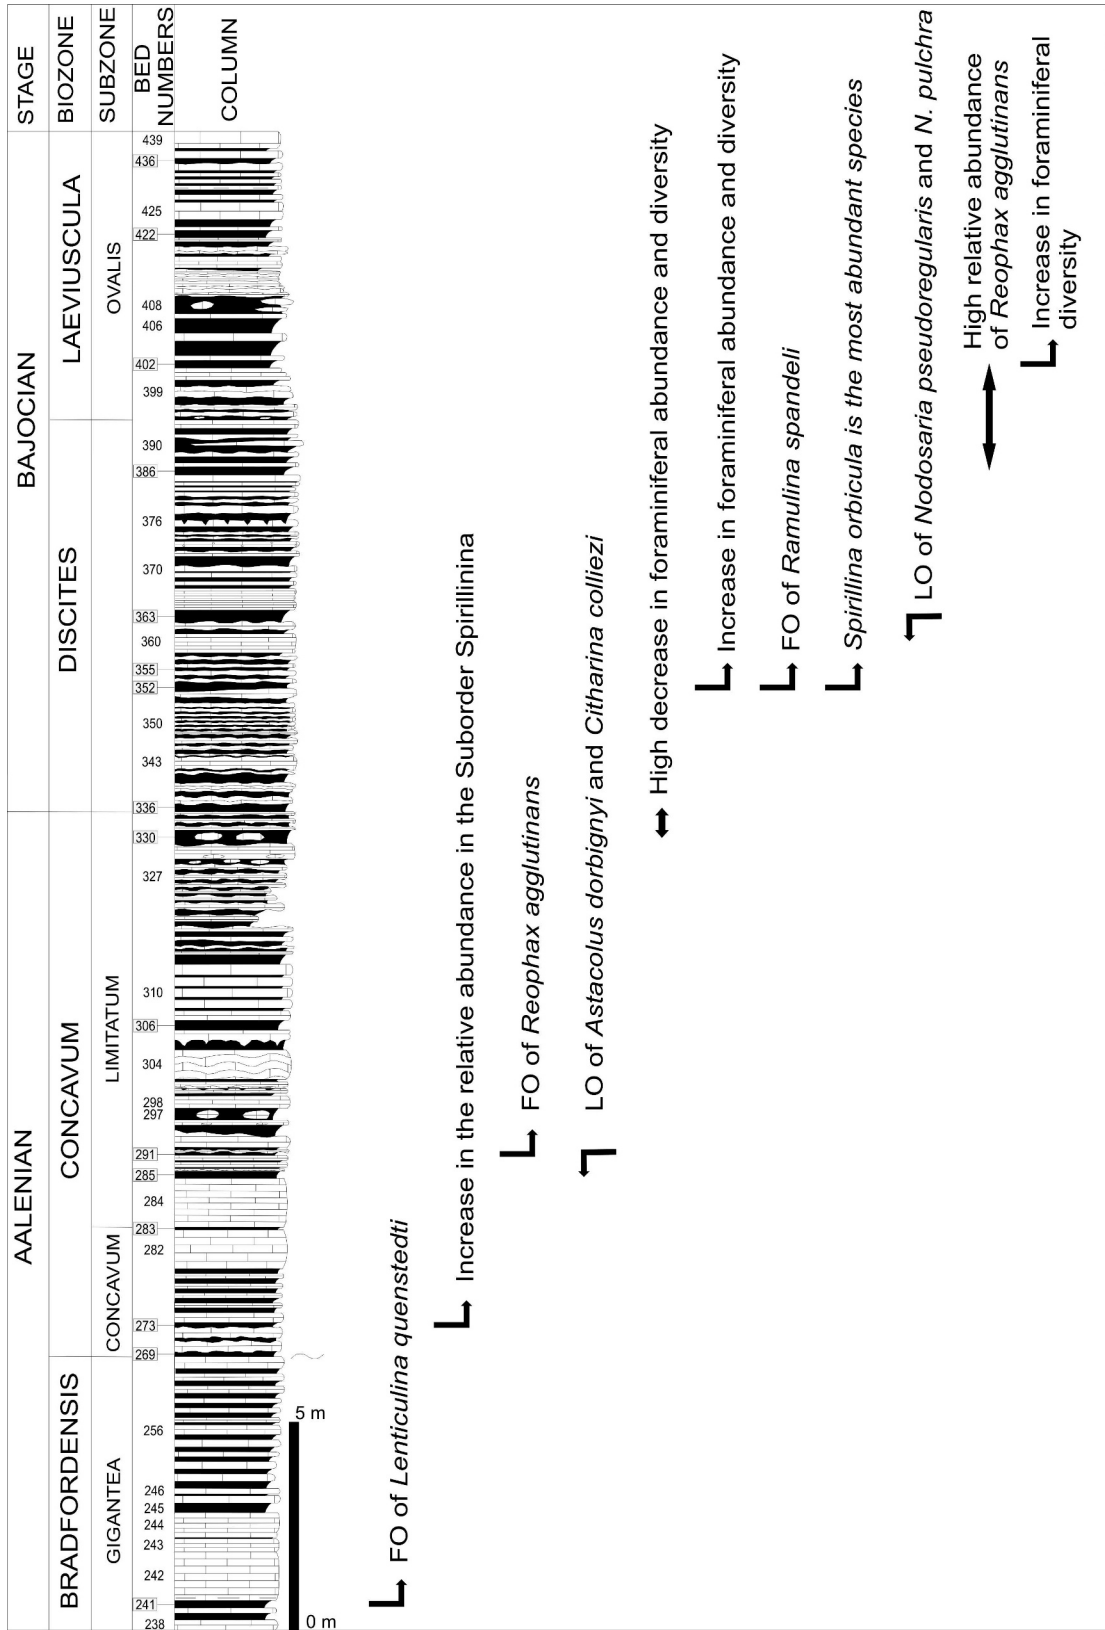 STAGE
BIOZONE
SUBZONE
BED
NUMBERS
COLUMN
BAJOCIAN
AALENIAN
LAEVIUSCULA
DISCITES
CONCAVUM
BRADFORDENSIS
OVALIS
LIMITATUM
CONCAVUM
GIGANTEA
439
436
425
422
408
406
402
399
390
386
376
370
363
360
355
352
350
343
336
330
327
310
306
304
298
297
291
285
284
283
282
273
269
256
246
245
244
243
242
241
238
5 m
0 m
FO of Lenticulina quenstedti
Increase in the relative abundance in the Suborder Spirillinina
FO of Reophax agglutinans
LO of Astacolus dorbignyi and Citharina colliezi
High decrease in foraminiferal abundance and diversity
Increase in foraminiferal abundance and diversity
FO of Ramulina spandeli
Spirillina orbicula is the most abundant species
LO of Nodosaria pseudoregularis and N. pulchra
High relative abundance
of Reophax agglutinans
Increase in foraminiferal
diversity